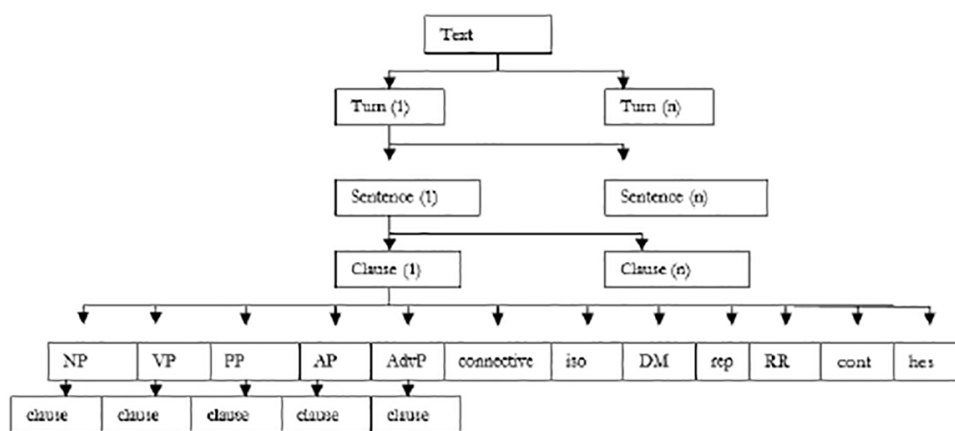 Text
Turn (1) Turn (n)
Sentence (1) Sentence (n)
Clause (1) Clause (n)
NP VP PP AP AdvP connective iso DM rep RR cont hes
clause clause clause clause clause